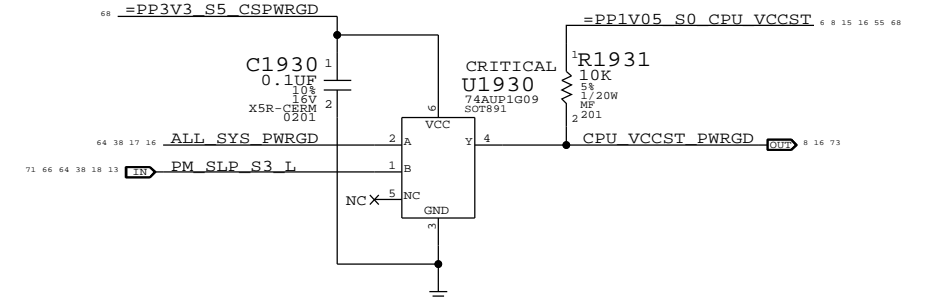 68 =PP3V3_S5_CSPWRGD
=PP1V05_S0_CPU_VCCST 6 8 15 16 55 68
C1930 1
0.1UF
10%
16V
X5R-CERM 2
0201
CRITICAL
U1930
74AUP1G09
SOT891
1 R1931
10K
5%
1/20W
MF
2 201
6
VCC
64 38 17 16 ALL_SYS_PWRGD 2 A
Y 4 CPU_VCCST_PWRGD OUT 8 16 73
71 66 64 38 18 13 IN PM_SLP_S3_L 1 B
NC 5 NC
GND
3